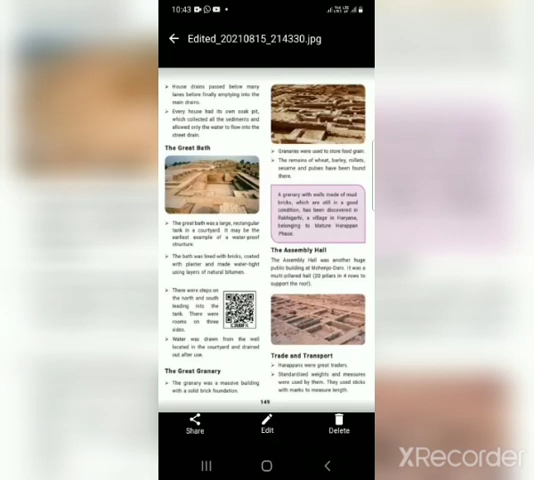 10:43
Edited_20210815_214330.jpg
➤ House drains passed below many
lanes before finally emptying into the
main drains.
➤ Every house had its own soak pit,
which collected all the sediments and
allowed only the water to flow into the
street drain.
The Great Bath
➤ The great bath was a large, rectangular
tank in a courtyard. It may be the
earliest example of a water-proof
structure.
➤ The bath was lined with bricks, coated
with plaster and made water-tight
using layers of natural bitumen.
➤ There were steps on
the north and south
leading into the
tank. There were
rooms on three
sides.
➤ Water was drawn from the well
located in the courtyard and drained
out after use.
The Great Granary
➤ The granary was a massive building
with a solid brick foundation.
➤ Granaries were used to store food grain.
➤ The remains of wheat, barley, millets,
sesame and pulses have been found
there.
A granary with walls made of mud
bricks, which are still in a good
condition, has been discovered in
Rakhigarhi, a village in Haryana,
belonging to Mature Harappan
Phase.
The Assembly Hall
The Assembly Hall was another huge
public building at Mohenjo-Daro. It was a
multi-pillared hall (20 pillars in 4 rows to
support the roof).
Trade and Transport
➤ Harappans were great traders.
➤ Standardised weights and measures
were used by them. They used sticks
with marks to measure length.
149
Share
Edit
Delete
XRecorder